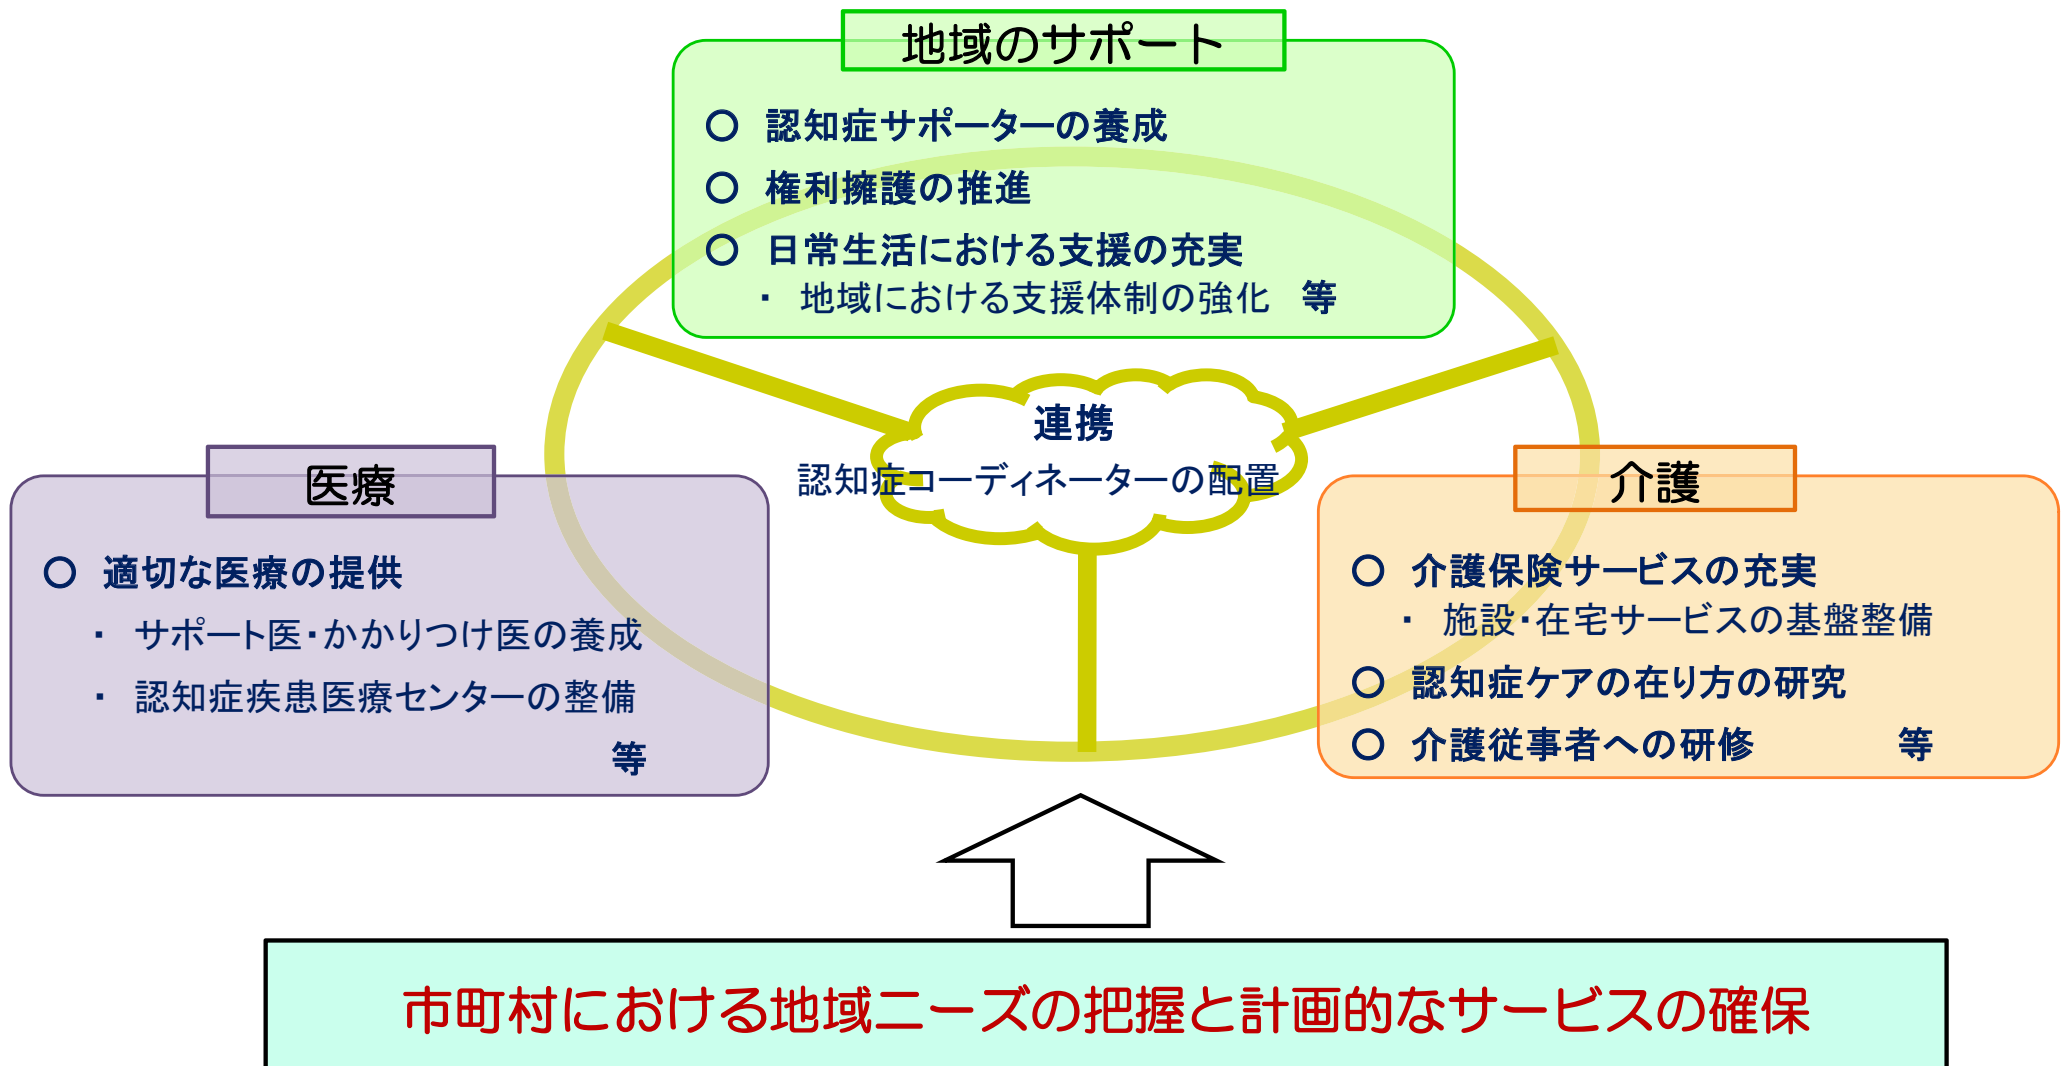 地域のサポート
○ 認知症サポーターの養成
○ 権利擁護の推進
○ 日常生活における支援の充実
・ 地域における支援体制の強化 等
連携
認知症コーディネーターの配置
医療
○ 適切な医療の提供
・ サポート医・かかりつけ医の養成
・ 認知症疾患医療センターの整備
等
介護
○ 介護保険サービスの充実
・ 施設・在宅サービスの基盤整備
○ 認知症ケアの在り方の研究
○ 介護従事者への研修 等
市町村における地域ニーズの把握と計画的なサービスの確保